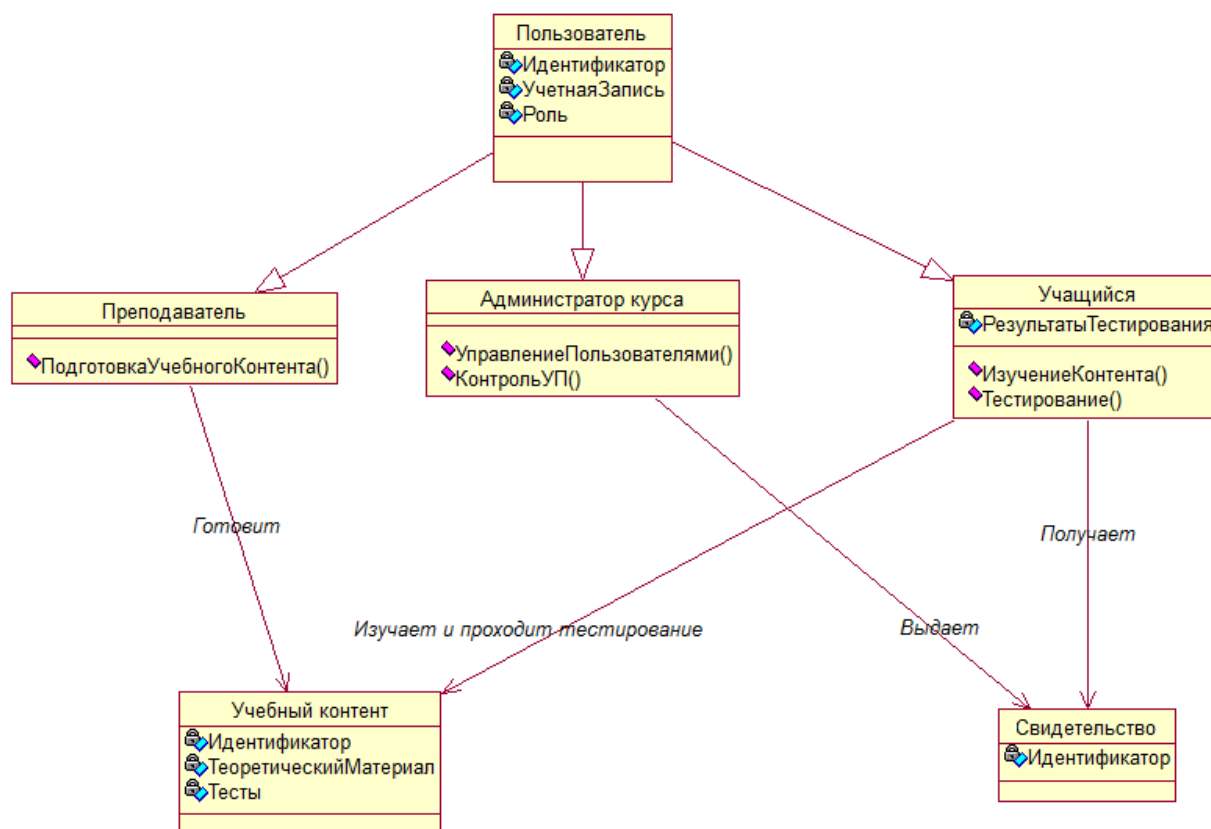 Пользователь
Идентификатор
УчетнаяЗапись
Роль
Преподаватель
ПодготовкаУчебногоКонтента()
Администратор курса
УправлениеПользователями()
КонтрольУП()
Учащийся
РезультатыТестирования
ИзучениеКонтента()
Тестирование()
Готовит
Получает
Изучает и проходит тестирование
Выдает
Учебный контент
Идентификатор
ТеоретическийМатериал
Тесты
Свидетельство
Идентификатор